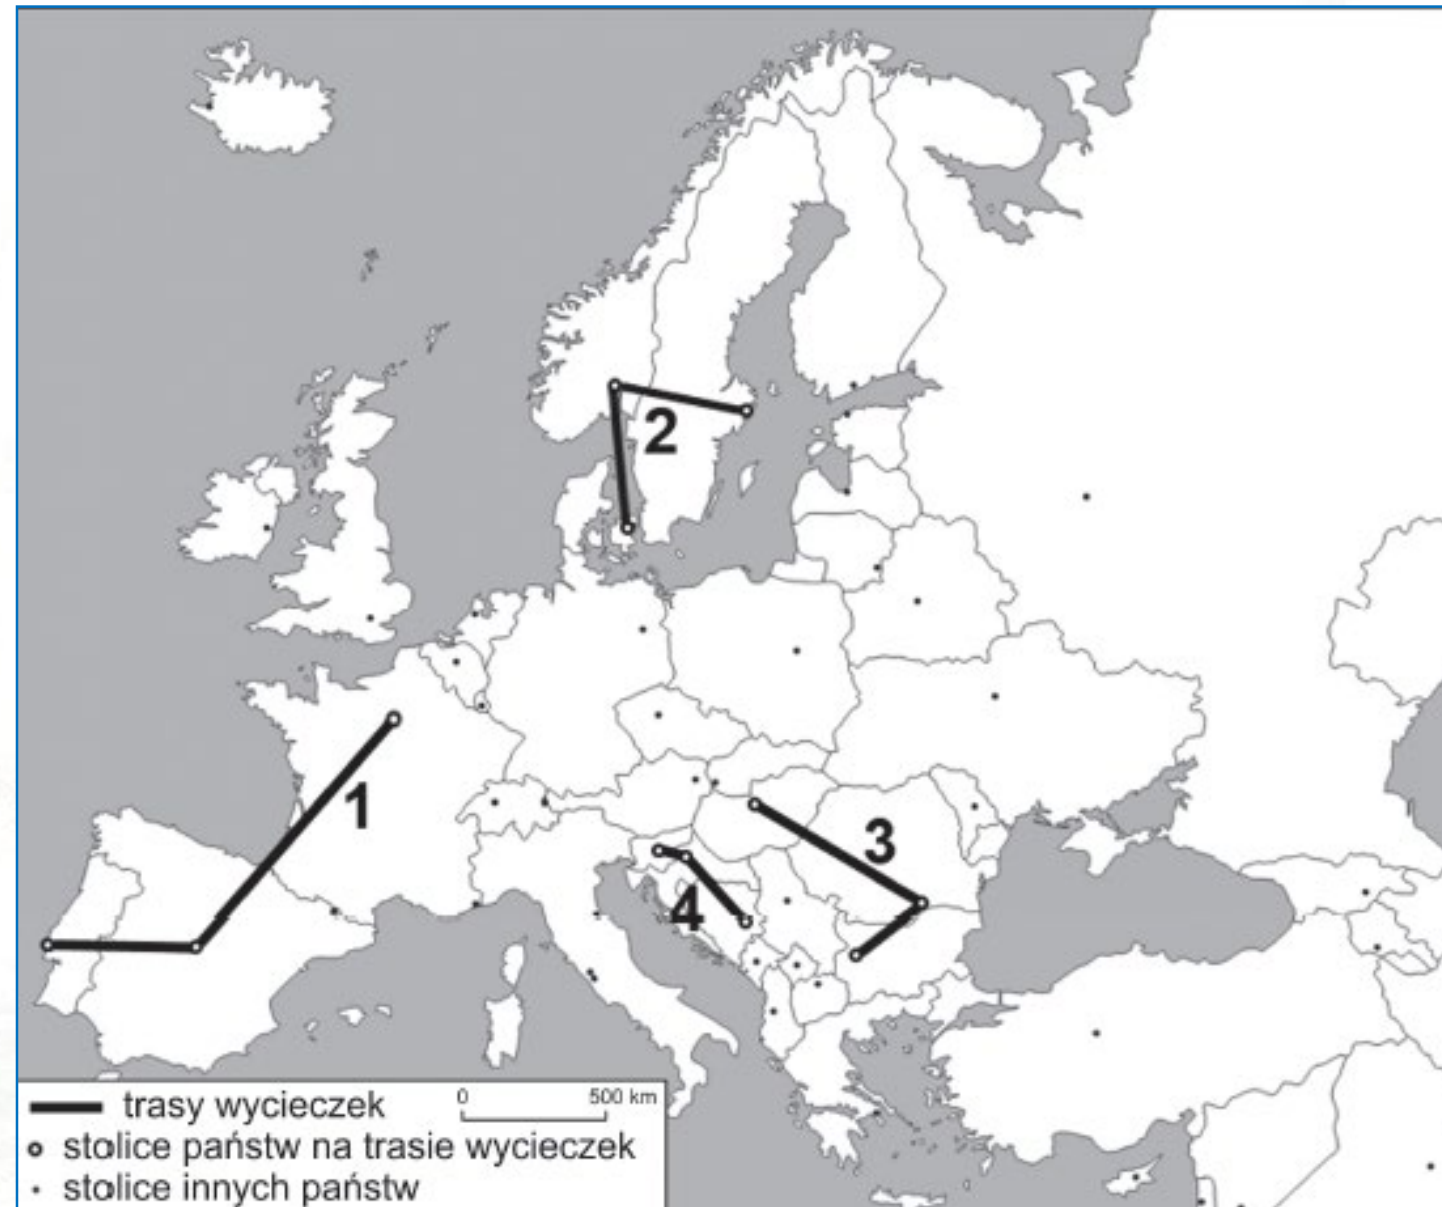 2
1
3
4
0 500 km
trasy wycieczek
stolice państw na trasie wycieczek
stolice innych państw